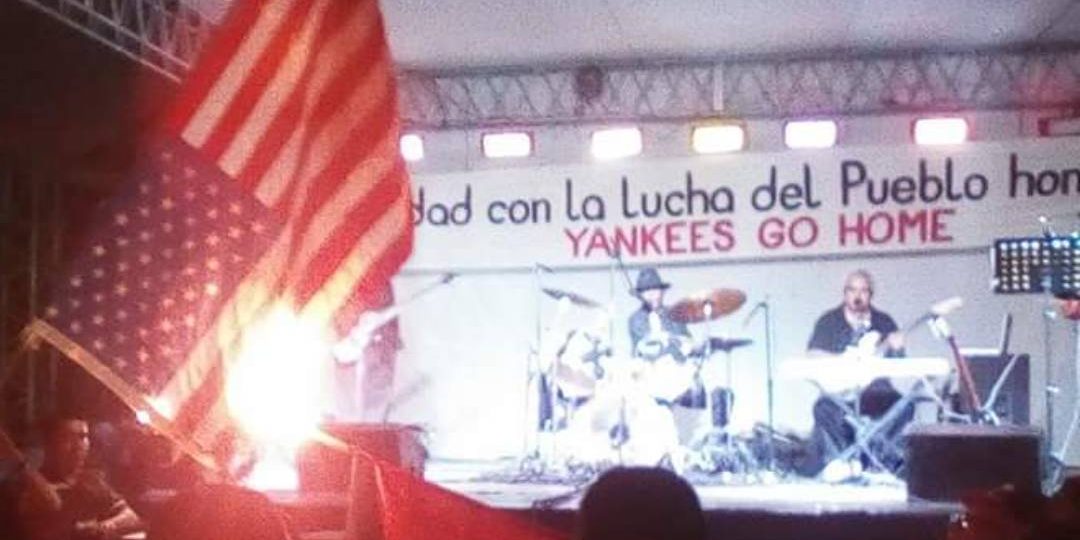 dad con la Lucha del Pueblo hon
YANKEES GO HOME